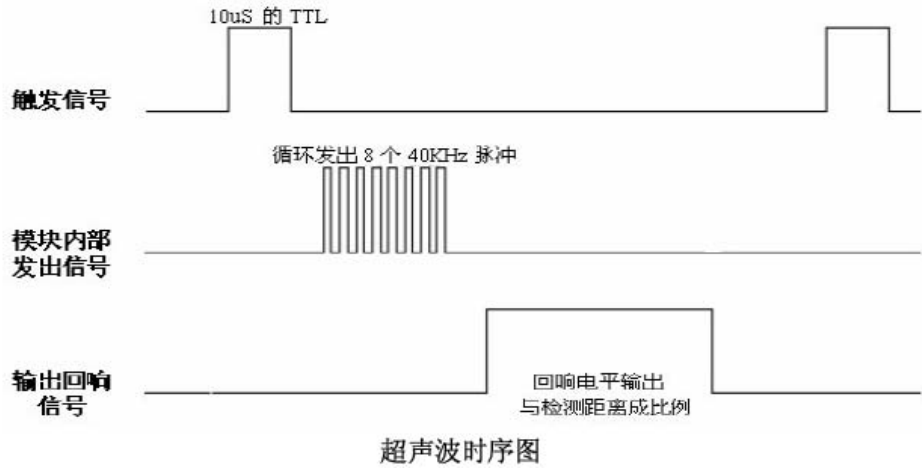 10uS 的 TTL
触发信号
循环发出 8 个 40KHz 脉冲
模块内部
发出信号
输出回响
信号
回响电平输出
与检测距离成比例
超声波时序图